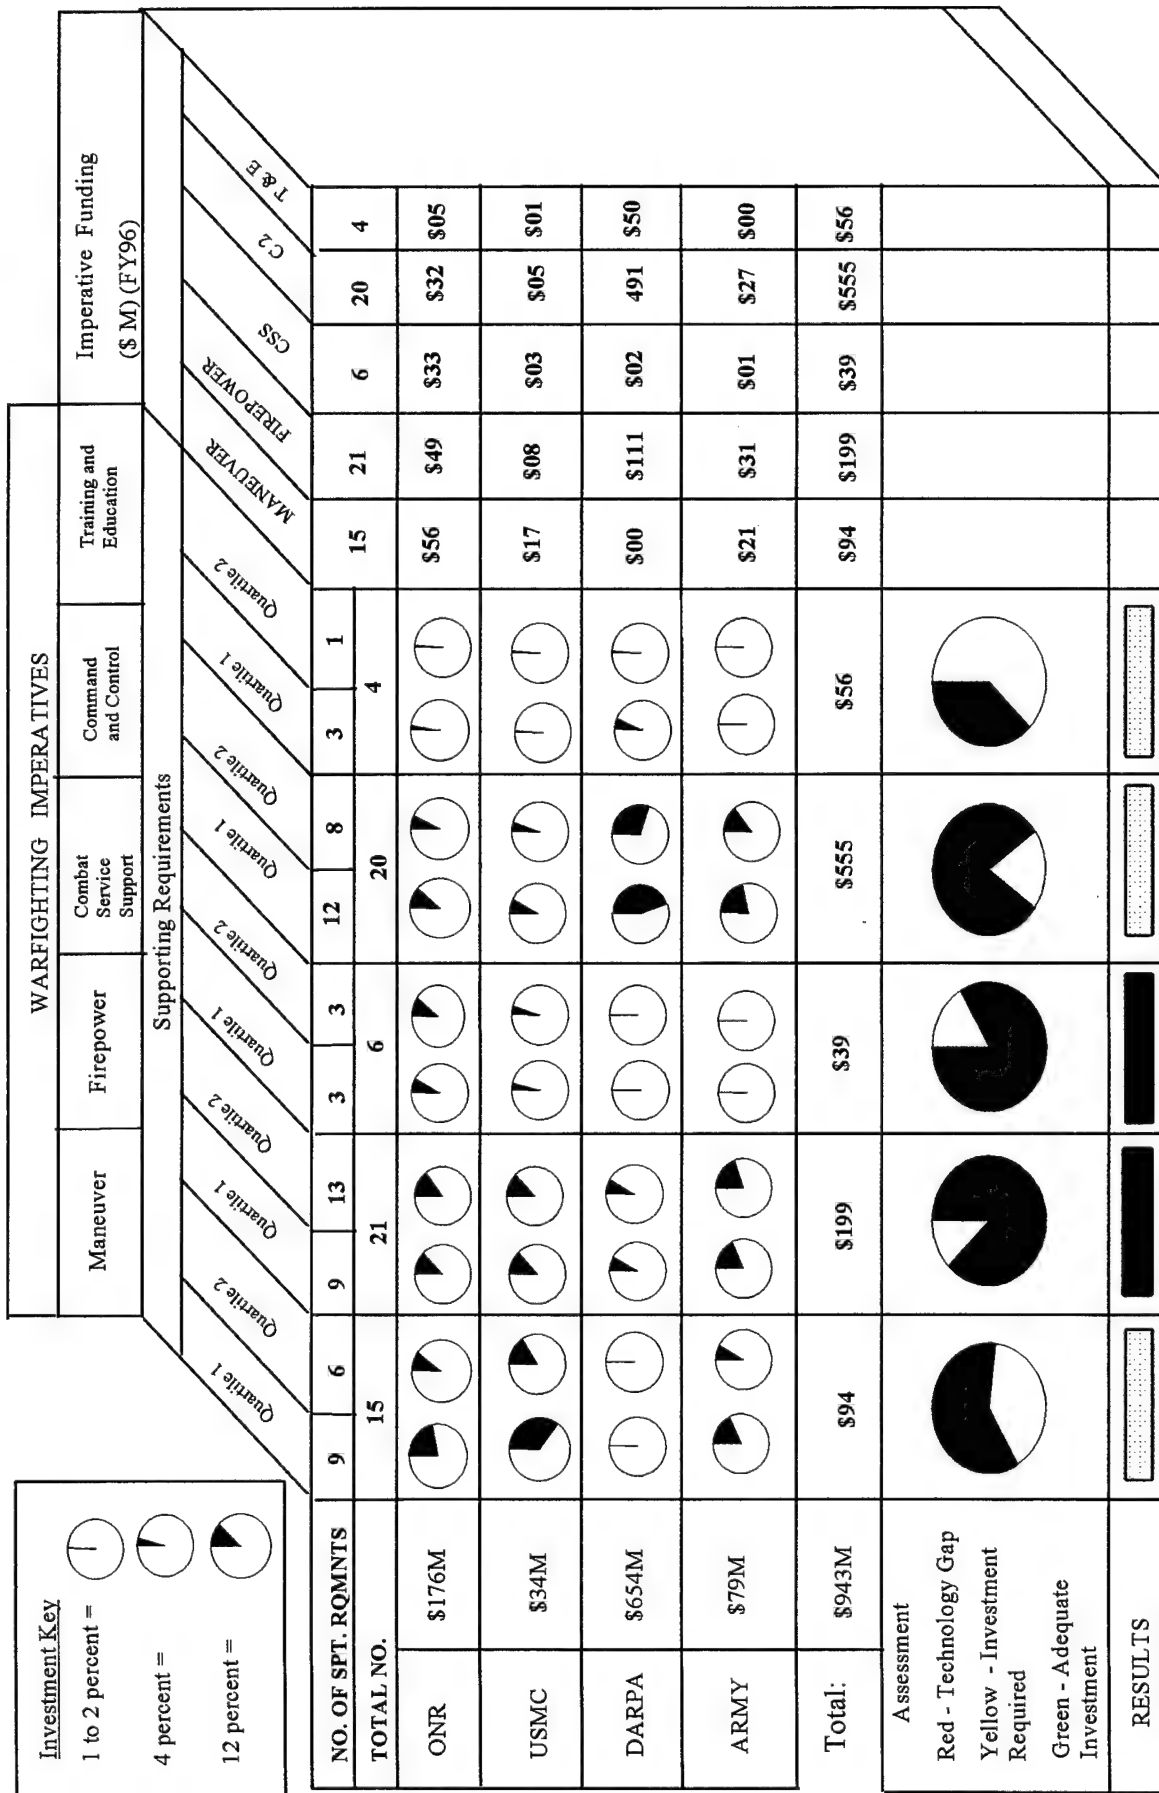 WARFIGHTING IMPERATIVES
Maneuver
Firepower
Combat
Service
Support
Command
and Control
Training and
Education
Imperative Funding
($ M) (FY96)
Supporting Requirements
Quartile 1
Quartile 2
Quartile 1
Quartile 2
Quartile 1
Quartile 2
Quartile 1
Quartile 2
Quartile 1
Quartile 2
MANEUVER
FIREPOWER
CSS
C2
T & E
Investment Key
1 to 2 percent =
4 percent =
12 percent =
NO. OF SPT. RQMNTS 9 6 9 13 3 3 12 8 3 1 15 21 6 20 4
TOTAL NO. 15 21 6 20 4
ONR $176M $56 $49 $33 $32 $05
USMC $34M $17 $08 $03 $05 $01
DARPA $654M $00 $111 $02 491 $50
ARMY $79M $21 $31 $01 $27 $00
Total: $943M $94 $199 $39 $555 $56 $94 $199 $39 $555 $56
Assessment
Red - Technology Gap
Yellow - Investment
Required
Green - Adequate
Investment
RESULTS